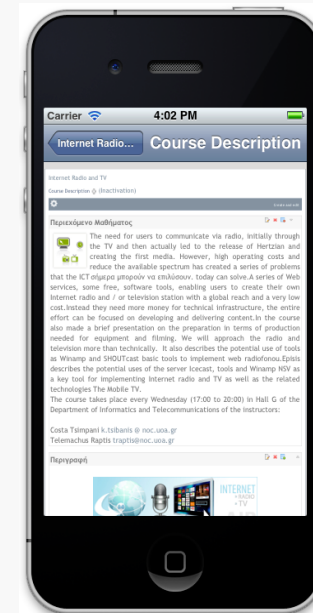 Carrier 4:02 PM
Internet Radio... Course Description
Internet Radio and TV
Course Description (Inactivation)
Περιεχόμενο Μαθήματος
The need for users to communicate via radio, initially through
the TV and then actually led to the release of Hertzian and
creating the first media. However, high operating costs and
reduce the available spectrum has created a series of problems
that the ICT σήμερα μπορούν να επιλύσουν. today can solve.A series of Web
services, some free, software tools, enabling users to create their own
Internet radio and / or television station with a global reach and a very low
cost.Instead they need more money for technical infrastructure, the entire
effort can be focused on developing and delivering content.In the course
also made a brief presentation on the preparation in terms of production
needed for equipment and filming. We will approach the radio and
television more than technically. It also describes the potential use of tools
as Winamp and SHOUTcast basic tools to implement web radiofonou.Episis
describes the potential uses of the server Icecast, tools and Winamp NSV as
a key tool for implementing Internet radio and TV as well as the related
technologies The Mobile TV.
The course takes place every Wednesday (17:00 to 20:00) in Hall G of the
Department of Informatics and Telecommunications of the instructors:
Costa Tsimpani k.tsibanis @ noc.uoa.gr
Telemachus Raptis traptis@noc.uoa.gr
Περιγραφή
INTERNET
+ RADIO
+ TV